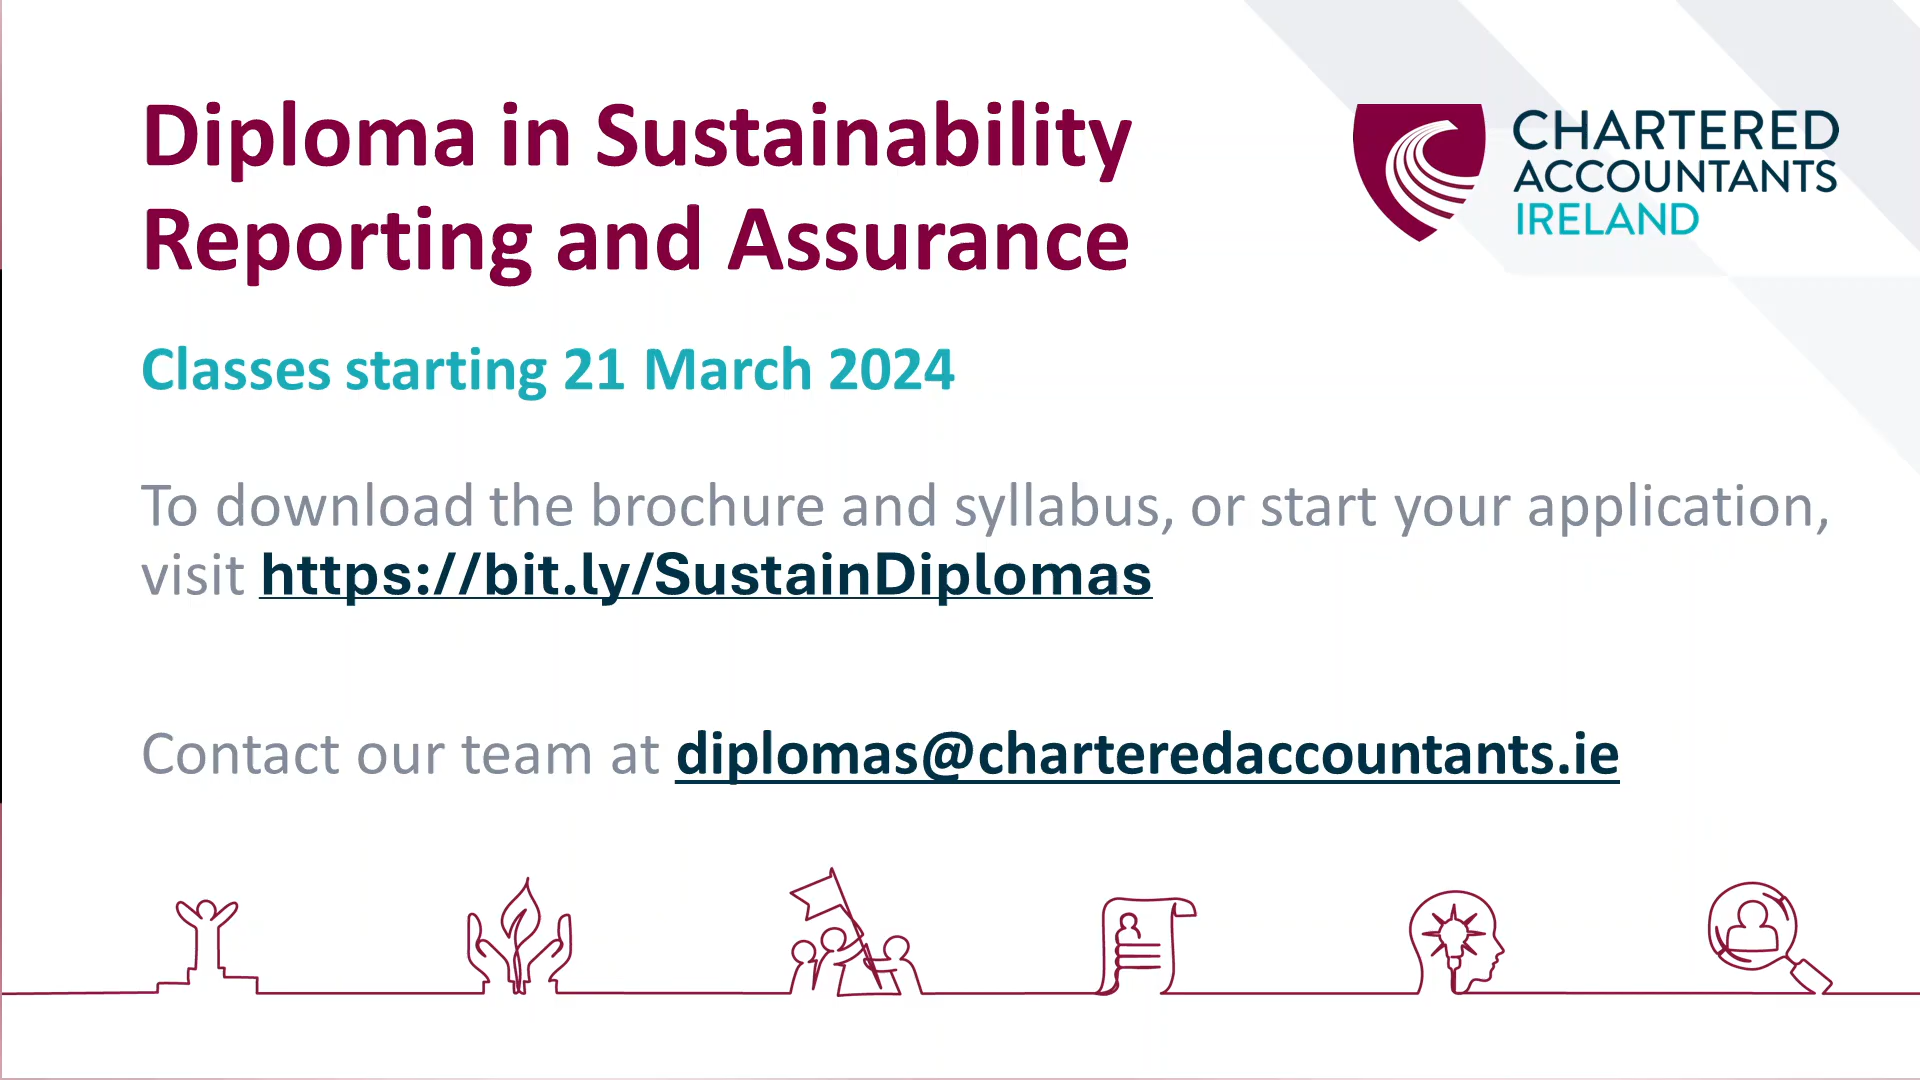 Diploma in Sustainability
Reporting and Assurance
CHARTERED
ACCOUNTANTS
IRELAND
Classes starting 21 March 2024
To download the brochure and syllabus, or start your application,
visit https://bit.ly/SustainDiplomas
Contact our team at diplomas@charteredaccountants.ie